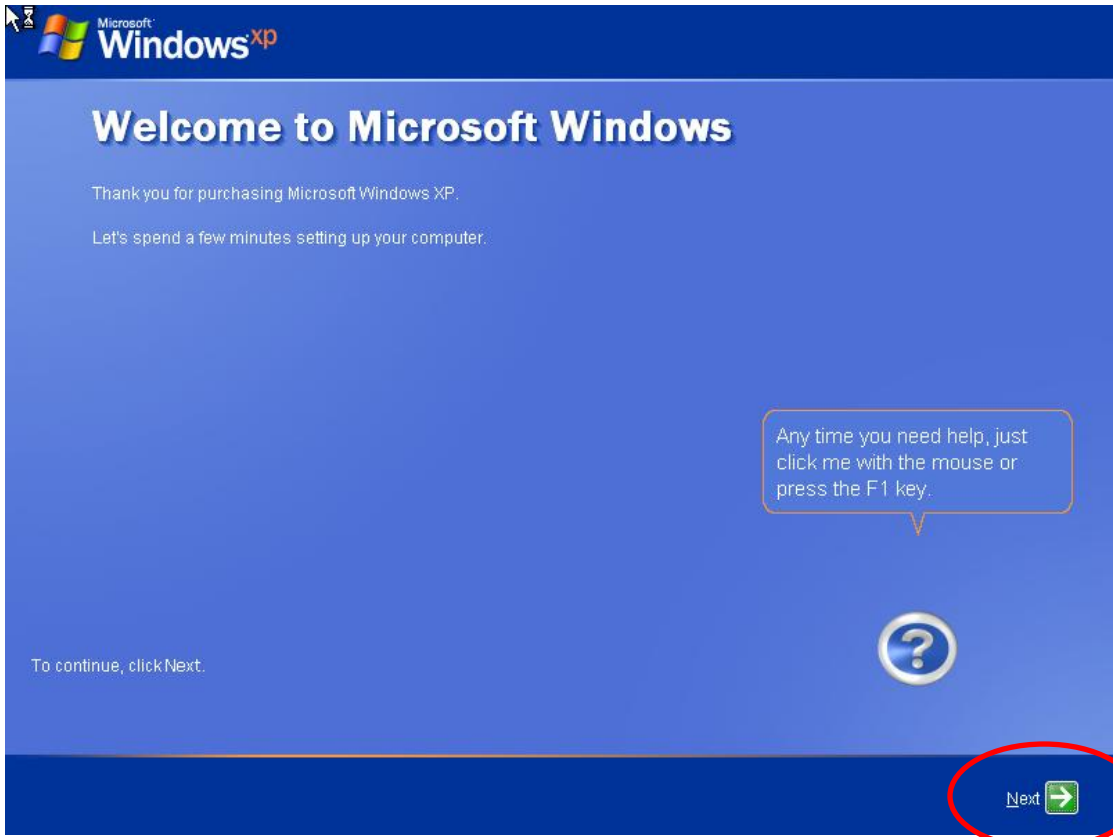 Microsoft
Windows xp
Welcome to Microsoft Windows
Thank you for purchasing Microsoft Windows XP.
Let's spend a few minutes setting up your computer.
Any time you need help, just
click me with the mouse or
press the F1 key.
?
To continue, click Next.
Next